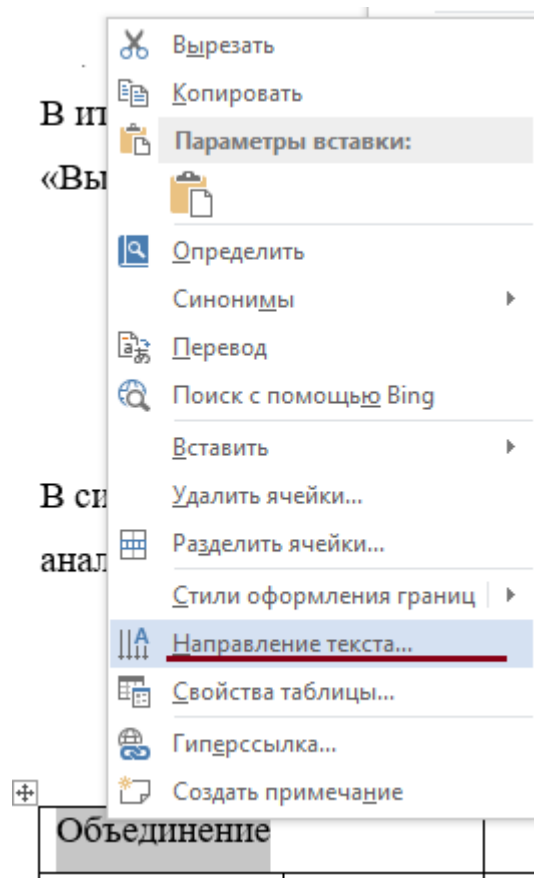 Вырезать
В ит
Копировать
Параметры вставки:
«Вы
Определить
Синонимы
Перевод
Поиск с помощью Bing
Вставить
В си
Удалить ячейки...
Разделить ячейки...
анал
Стили оформления границ
Направление текста...
Свойства таблицы...
Гиперссылка...
Создать примечание
Объединение